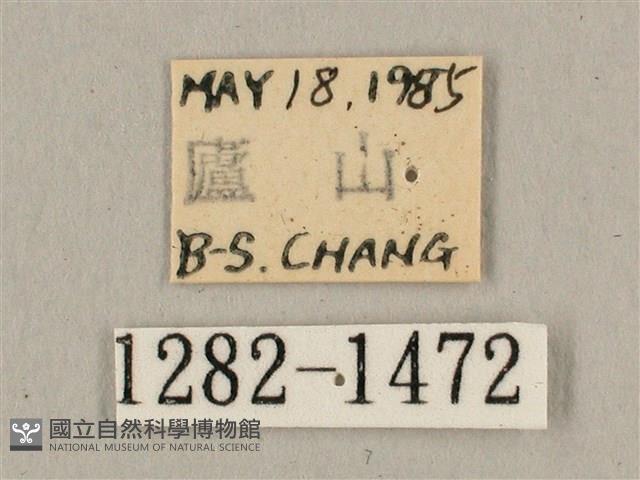 MAY 18, 1985
廬 山
B-S. CHANG
1282-1472
國立自然科學博物館
NATIONAL MUSEUM OF NATURAL SCIENCE